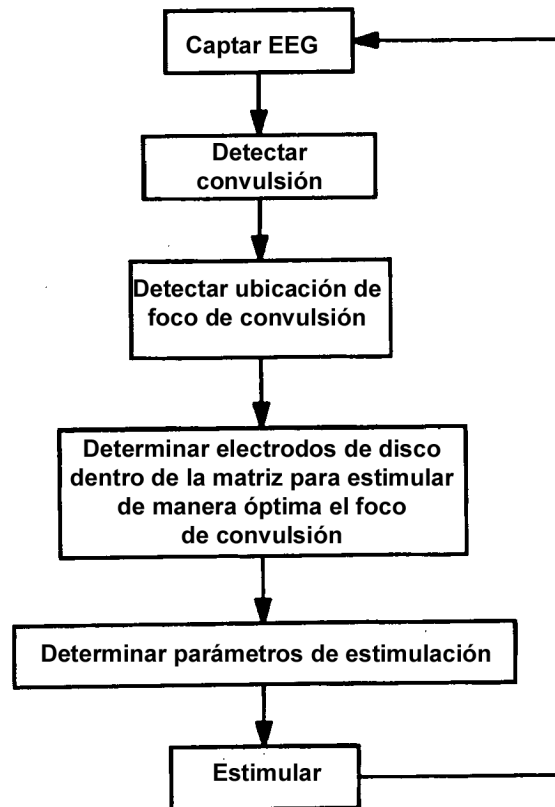 Captar EEG
Detectar
convulsión
Detectar ubicación de
foco de convulsión
Determinar electrodos de disco
dentro de la matriz para estimular
de manera óptima el foco
de convulsión
Determinar parámetros de estimulación
Estimular